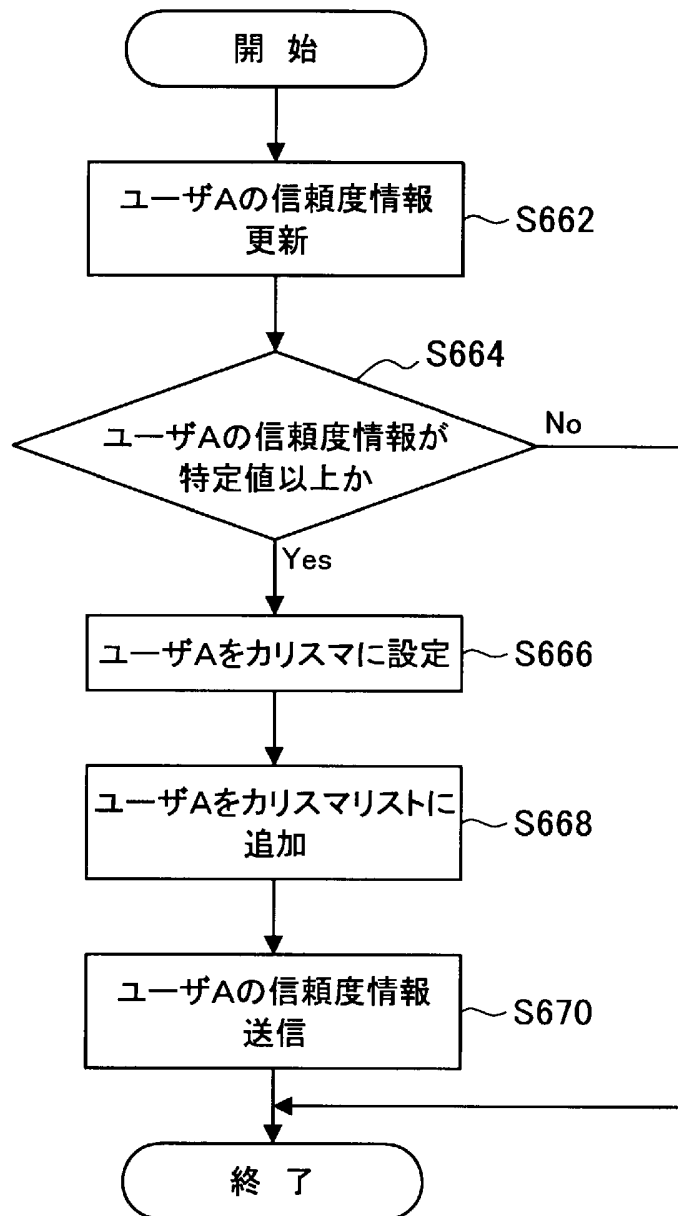 開 始
ユーザAの信頼度情報
更新
S662
S664
ユーザAの信頼度情報が
特定値以上か
No
Yes
ユーザAをカリスマに設定
S666
ユーザAをカリスマリストに
追加
S668
ユーザAの信頼度情報
送信
S670
終 了